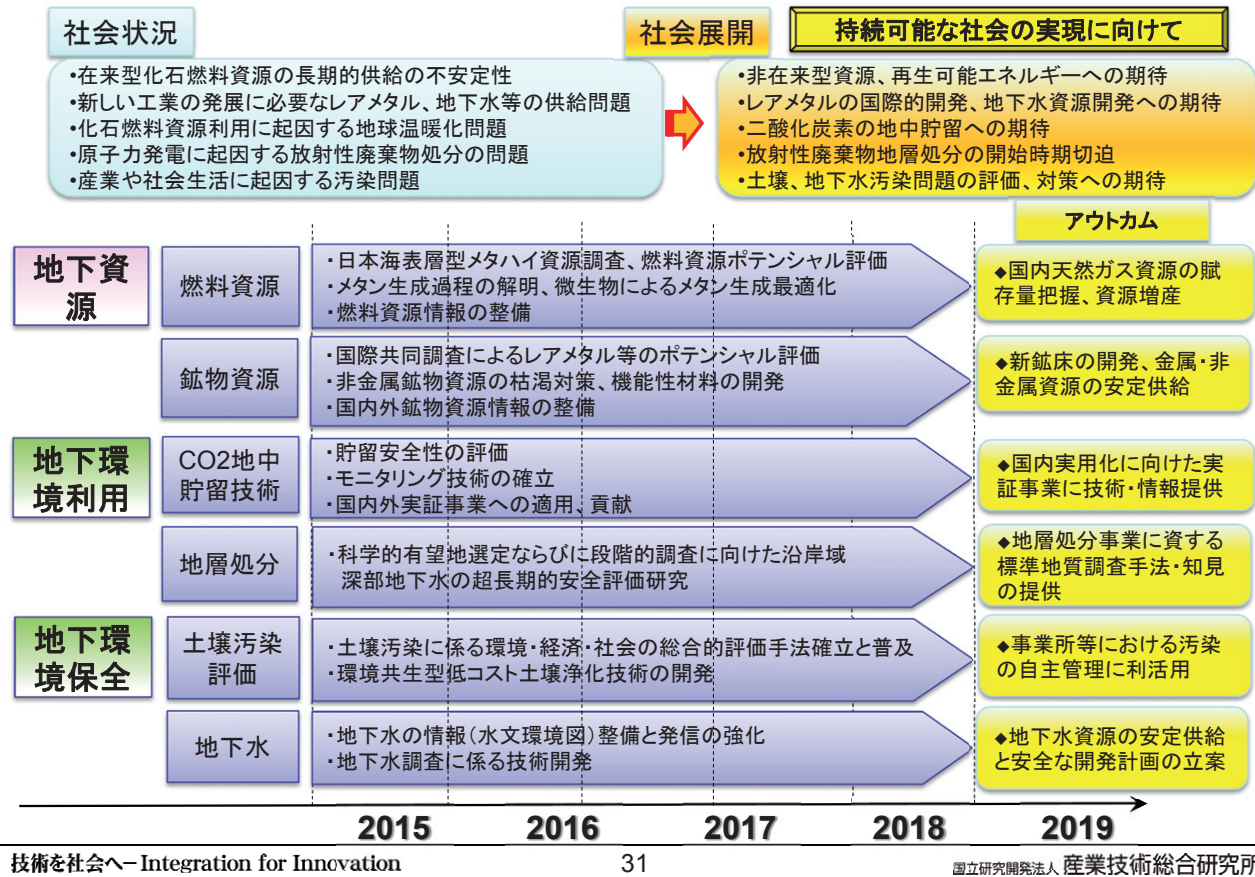 社会状況
社会展開
持続可能な社会の実現に向けて
•在来型化石燃料資源の長期的供給の不安定性
•新しい工業の発展に必要なレアメタル、地下水等の供給問題
•化石燃料資源利用に起因する地球温暖化問題
•原子力発電に起因する放射性廃棄物処分の問題
•産業や社会生活に起因する汚染問題
•非在来型資源、再生可能エネルギーへの期待
•レアメタルの国際的開発、地下水資源開発への期待
•二酸化炭素の地中貯留への期待
•放射性廃棄物地層処分の開始時期切迫
•土壌、地下水汚染問題の評価、対策への期待
アウトカム
地下資
源
燃料資源
・日本海表層型メタハイ資源調査、燃料資源ポテンシャル評価
・メタン生成過程の解明、微生物によるメタン生成最適化
・燃料資源情報の整備
◆国内天然ガス資源の賦
存量把握、資源増産
鉱物資源
・国際共同調査によるレアメタル等のポテンシャル評価
・非金属鉱物資源の枯渇対策、機能性材料の開発
・国内外鉱物資源情報の整備
◆新鉱床の開発、金属・非
金属資源の安定供給
地下環
境利用
CO2地中
貯留技術
・貯留安全性の評価
・モニタリング技術の確立
・国内外実証事業への適用、貢献
◆国内実用化に向けた実
証事業に技術・情報提供
地層処分
・科学的有望地選定ならびに段階的調査に向けた沿岸域
深部地下水の超長期的安全評価研究
◆地層処分事業に資する
標準地質調査手法・知見
の提供
地下環
境保全
土壌汚染
評価
・土壌汚染に係る環境・経済・社会の総合的評価手法確立と普及
・環境共生型低コスト土壌浄化技術の開発
◆事業所等における汚染
の自主管理に利活用
地下水
・地下水の情報（水文環境図）整備と発信の強化
・地下水調査に係る技術開発
◆地下水資源の安定供給
と安全な開発計画の立案
2015 2016 2017 2018 2019
技術を社会へ－Integration for Innovation
31
国立研究開発法人 産業技術総合研究所